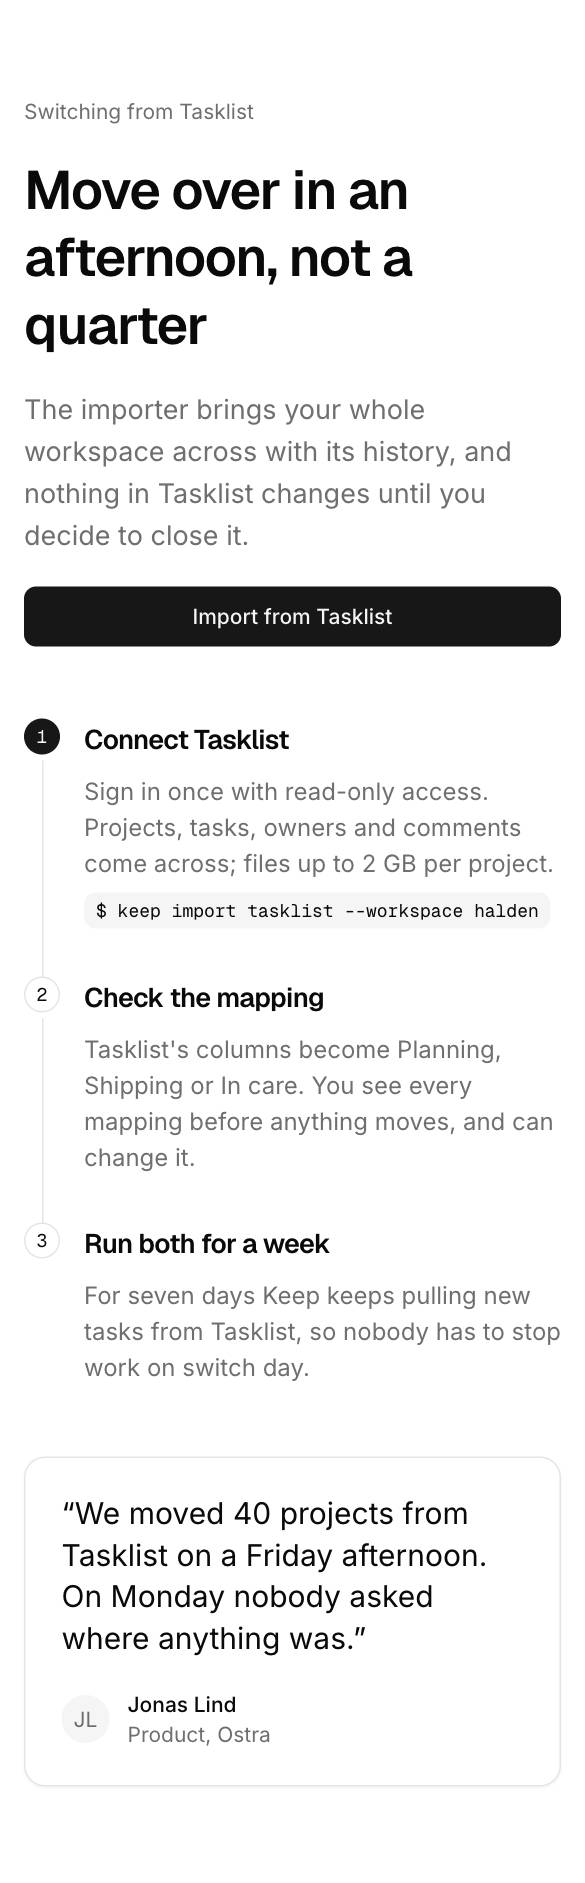 Switching from Tasklist
Move over in an
afternoon, not a
quarter
The importer brings your whole
workspace across with its history, and
nothing in Tasklist changes until you
decide to close it.
Import from Tasklist
1
Connect Tasklist
Sign in once with read-only access.
Projects, tasks, owners and comments
come across; files up to 2 GB per project.
$ keep import tasklist --workspace halden
2
Check the mapping
Tasklist's columns become Planning,
Shipping or In care. You see every
mapping before anything moves, and can
change it.
3
Run both for a week
For seven days Keep keeps pulling new
tasks from Tasklist, so nobody has to stop
work on switch day.
“We moved 40 projects from
Tasklist on a Friday afternoon.
On Monday nobody asked
where anything was.”
JL
Jonas Lind
Product, Ostra